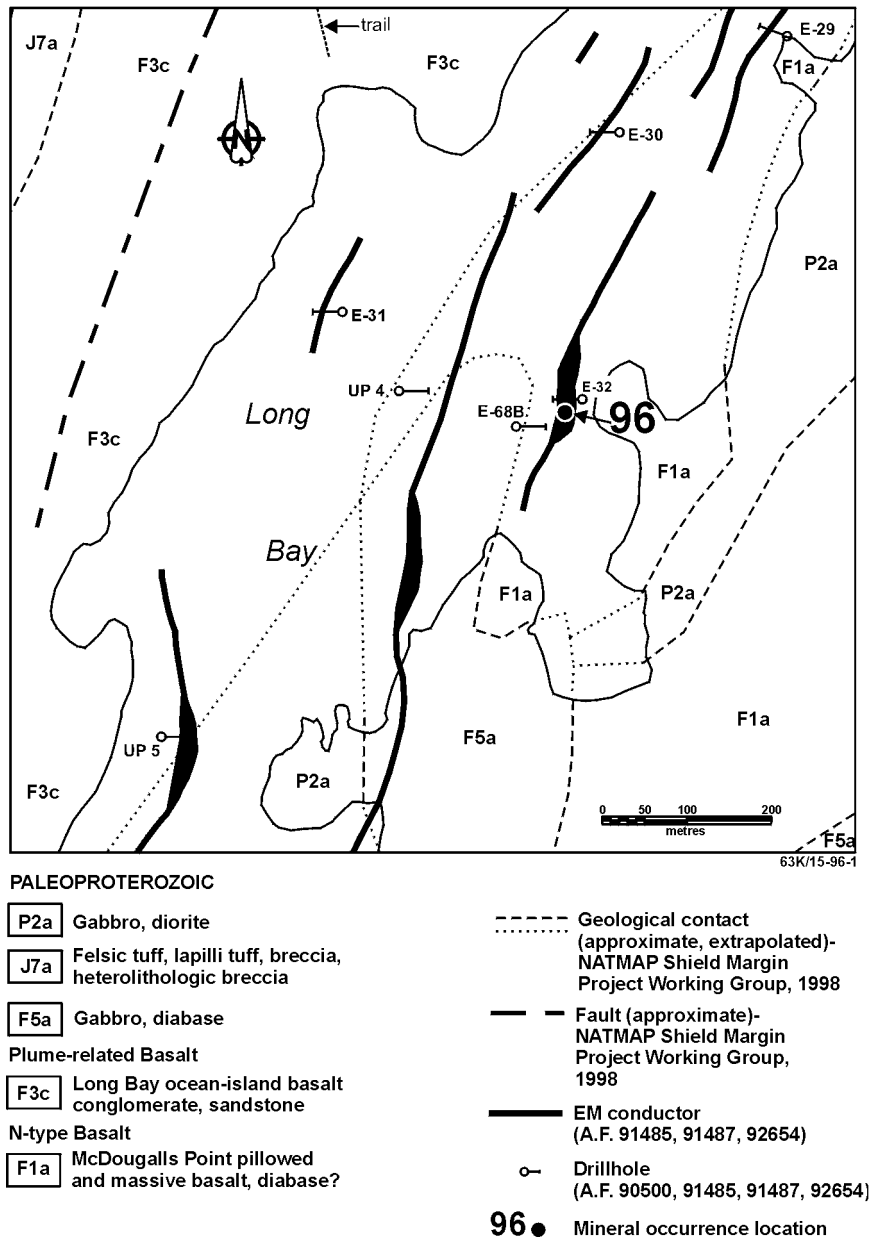 trail
E-29
J7a
F3c
F3c
F1a
N
E-30
P2a
E-31
UP 4
E-32
Long
E-68B
96
F3c
F1a
Bay
F1a
P2a
F1a
F5a
UP 5
P2a
F3c
0 50 100 200
metres
F5a
63K/15-96-1
PALEOPROTEROZOIC
P2a Gabbro, diorite
J7a Felsic tuff, lapilli tuff, breccia,
heterolithologic breccia
F5a Gabbro, diabase
Plume-related Basalt
F3c Long Bay ocean-island basalt
conglomerate, sandstone
N-type Basalt
F1a McDougalls Point pillowed
and massive basalt, diabase?
Geological contact
(approximate, extrapolated)-
NATMAP Shield Margin
Project Working Group, 1998
Fault (approximate)-
NATMAP Shield Margin
Project Working Group,
1998
EM conductor
(A.F. 91485, 91487, 92654)
Drillhole
(A.F. 90500, 91485, 91487, 92654)
96 Mineral occurrence location